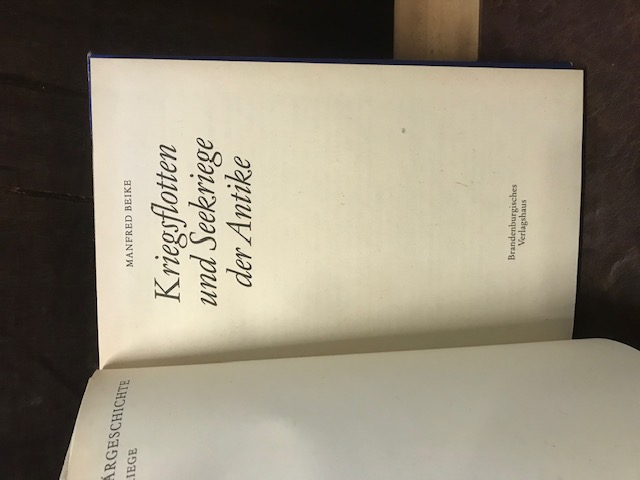 MANFRED BEIKE
Kriegsflotten
und Seekriege
der Antike
Brandenburgisches
Verlagshaus
ÄRGESCHICHTE
IEGE